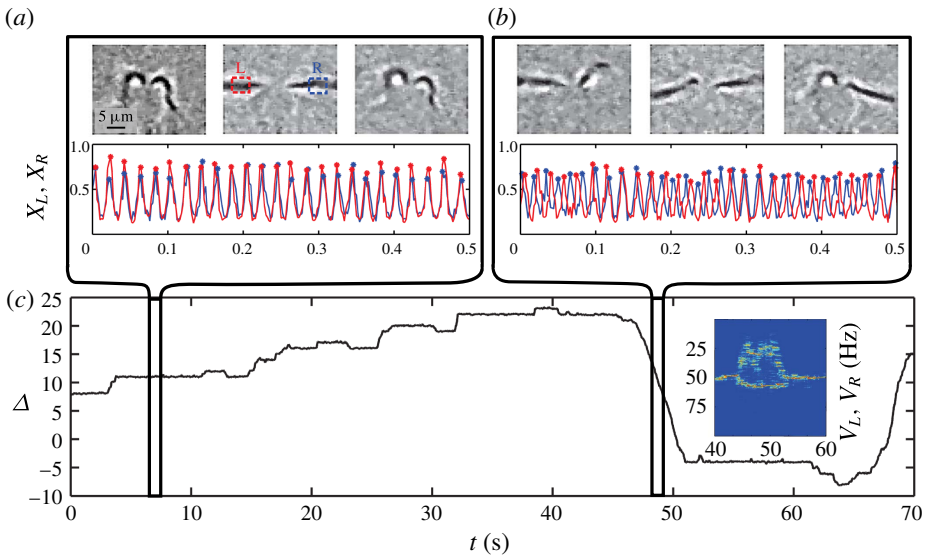 (a) (b)
L R
5 µm
X_L, X_R
1.0 1.0
0.5 0.5
0 0.1 0.2 0.3 0.4 0.5 0 0.1 0.2 0.3 0.4 0.5
(c)
Δ
25
20
15
10
5
0
−5
−10
25
50
75
V_L, V_R (Hz)
40 50 60
0 10 20 30 40 50 60 70
t (s)